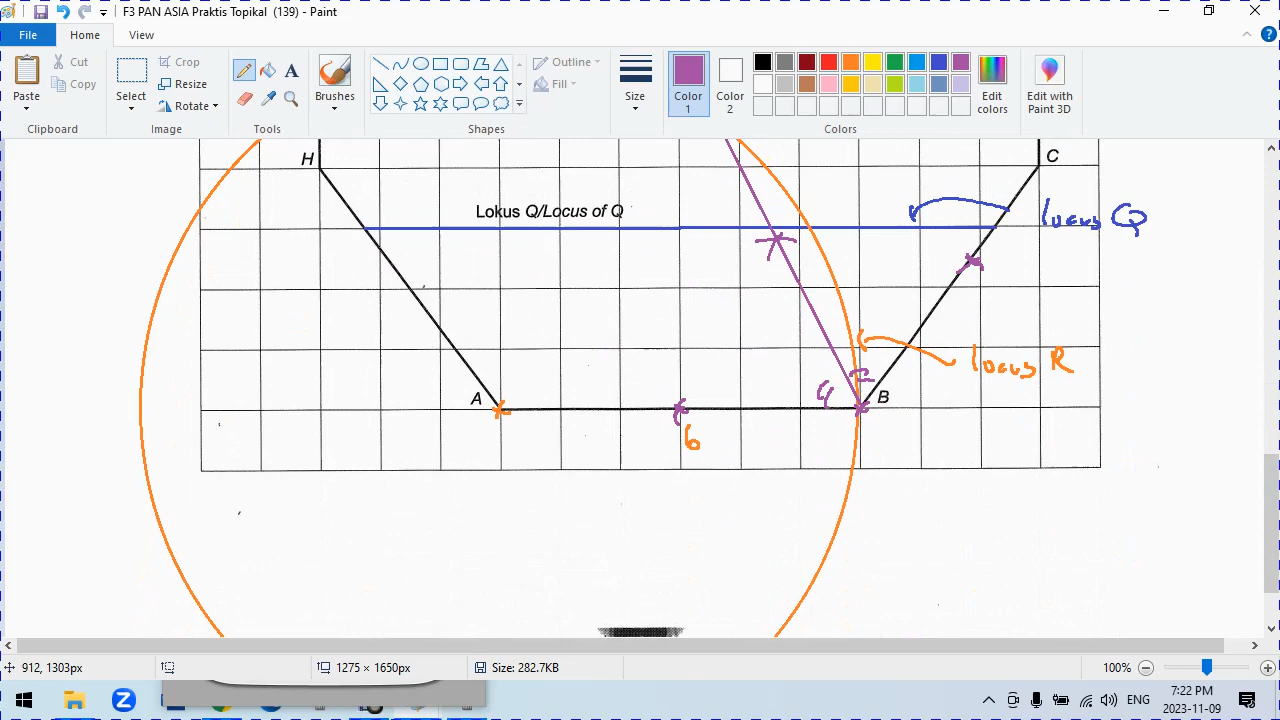 F3 PAN ASIA Praktis Topikal (139) - Paint
File Home View
Paste
Cut
Copy
Clipboard
Select
Crop
Resize
Rotate
Image
A
Tools
Brushes
Shapes
Outline
Fill
Size
Color 1
Color 2
Edit colors
Colors
Edit with Paint 3D
H
C
Lokus Q/Locus of Q
locus Q
locus R
A
B
6
912, 1303px
1275 × 1650px
Size: 282.7KB
100%
ENG
7:22 PM
2023-11-09